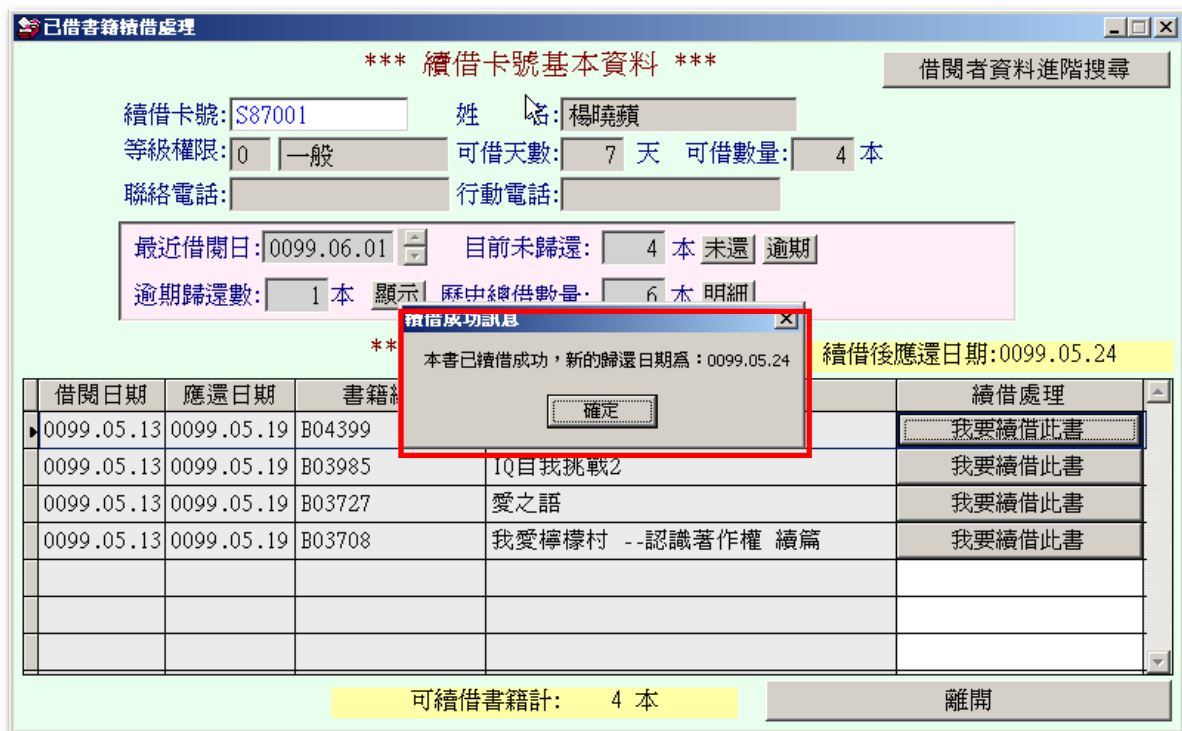 已借書籍續借處理
*** 續借卡號基本資料 ***
借閱者資料進階搜尋
續借卡號: S87001 姓 名: 楊曉蘋
等級權限: 0 一般 可借天數: 7 天 可借數量: 4 本
聯絡電話: 行動電話:
最近借閱日: 0099.06.01 目前未歸還: 4 本 未還 逾期
逾期歸還數: 1 本 顯示 歷史總借數量: 6 本 明細
續借成功訊息
** 續借後應還日期:0099.05.24
本書已續借成功,新的歸還日期為:0099.05.24
確定
借閱日期 應還日期 書籍 續借處理
0099.05.13 0099.05.19 B04399 我要續借此書
0099.05.13 0099.05.19 B03985 IQ自我挑戰2 我要續借此書
0099.05.13 0099.05.19 B03727 愛之語 我要續借此書
0099.05.13 0099.05.19 B03708 我愛檸檬村 --認識著作權 續篇 我要續借此書
可續借書籍計: 4 本
離開